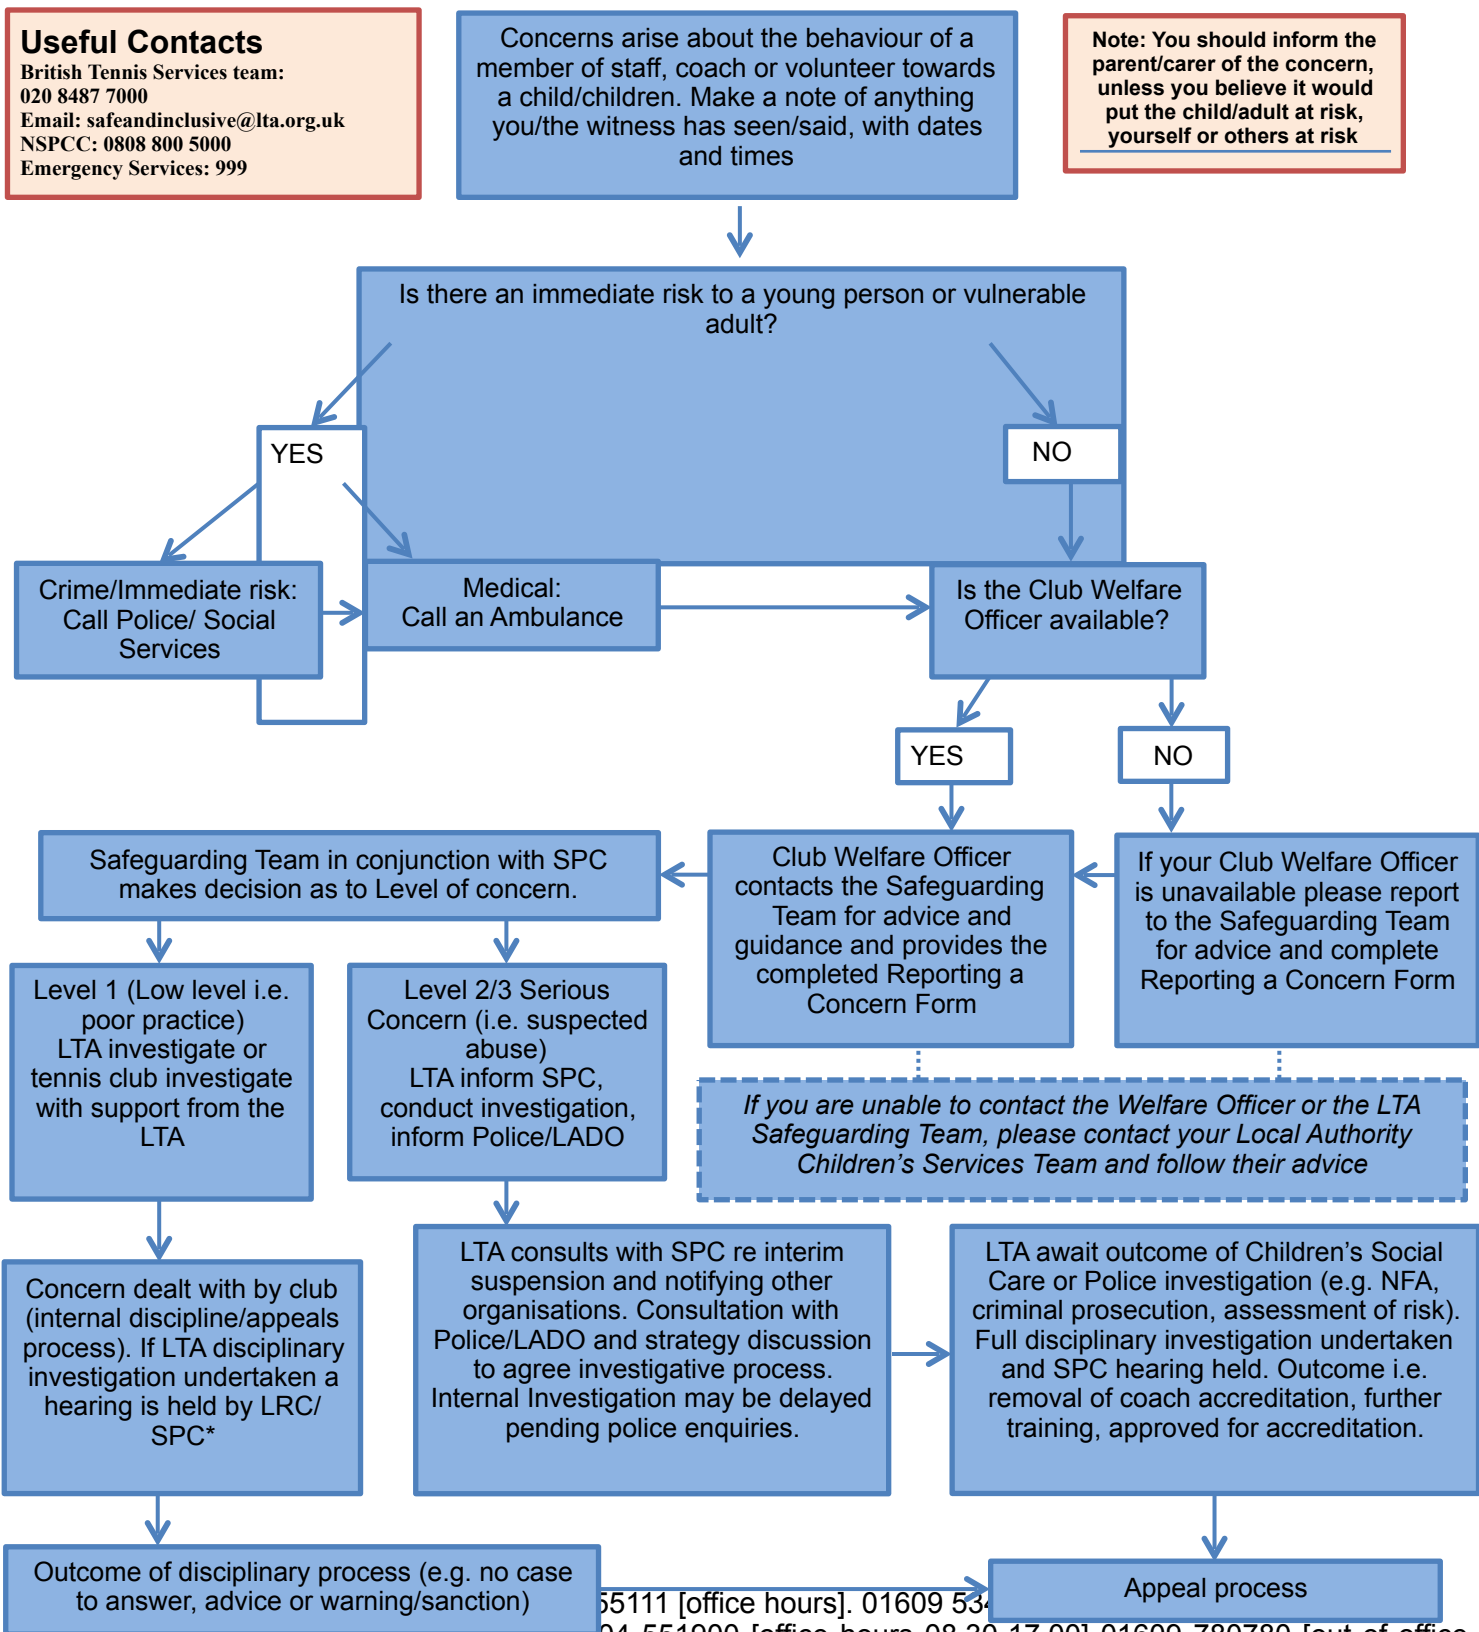 Useful Contacts
British Tennis Services team:
020 8487 7000
Email: safeandinclusive@lta.org.uk
NSPCC: 0808 800 5000
Emergency Services: 999
Concerns arise about the behaviour of a
member of staff, coach or volunteer towards
a child/children. Make a note of anything
you/the witness has seen/said, with dates
and times
Note: You should inform the
parent/carer of the concern,
unless you believe it would
put the child/adult at risk,
yourself or others at risk
Is there an immediate risk to a young person or vulnerable
adult?
YES
NO
Crime/Immediate risk:
Call Police/ Social
Services
Medical:
Call an Ambulance
Is the Club Welfare
Officer available?
YES
NO
Safeguarding Team in conjunction with SPC
makes decision as to Level of concern.
Club Welfare Officer
contacts the Safeguarding
Team for advice and
guidance and provides the
completed Reporting a
Concern Form
If your Club Welfare Officer
is unavailable please report
to the Safeguarding Team
for advice and complete
Reporting a Concern Form
Level 1 (Low level i.e.
poor practice)
LTA investigate or
tennis club investigate
with support from the
LTA
Level 2/3 Serious
Concern (i.e. suspected
abuse)
LTA inform SPC,
conduct investigation,
inform Police/LADO
If you are unable to contact the Welfare Officer or the LTA
Safeguarding Team, please contact your Local Authority
Children's Services Team and follow their advice
Concern dealt with by club
(internal discipline/appeals
process). If LTA disciplinary
investigation undertaken a
hearing is held by LRC/
SPC*
LTA consults with SPC re interim
suspension and notifying other
organisations. Consultation with
Police/LADO and strategy discussion
to agree investigative process.
Internal Investigation may be delayed
pending police enquiries.
LTA await outcome of Children's Social
Care or Police investigation (e.g. NFA,
criminal prosecution, assessment of risk).
Full disciplinary investigation undertaken
and SPC hearing held. Outcome i.e.
removal of coach accreditation, further
training, approved for accreditation.
Outcome of disciplinary process (e.g. no case
to answer, advice or warning/sanction)
Appeal process
55111 [office hours]. 01609 534
551900 [office hours 08.30-17.00] 01609 780780 [out of office